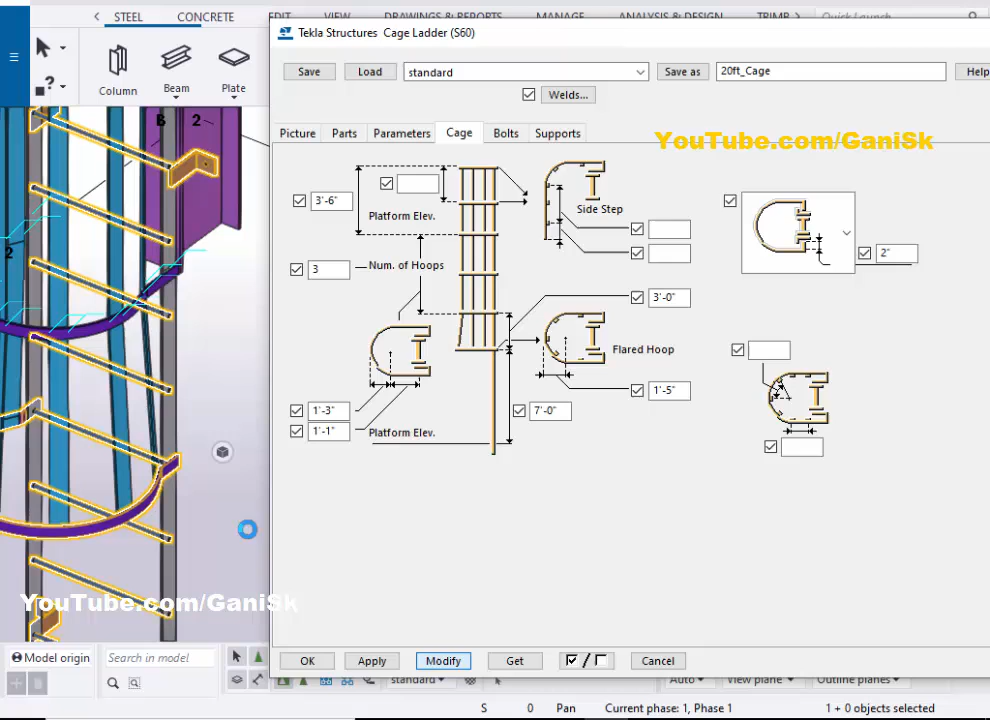 STEEL CONCRETE EDIT VIEW DRAWINGS & REPORTS MANAGE ANALYSIS & DESIGN TRIMB Quick Launch
Tekla Structures Cage Ladder (S60)
Save Load standard Save as 20ft_Cage Help
Welds...
Column Beam Plate
Picture Parts Parameters Cage Bolts Supports
YouTube.com/GaniSk
B 2
3'-6"
Platform Elev.
Side Step
2"
3
Num. of Hoops
2
3'-0"
Flared Hoop
1'-5"
1'-3"
7'-0"
1'-1"
Platform Elev.
YouTube.com/GaniSk
Model origin Search in model
OK Apply Modify Get / Cancel
standard Auto View plane Outline planes
S 0 Pan Current phase: 1, Phase 1 1 + 0 objects selected